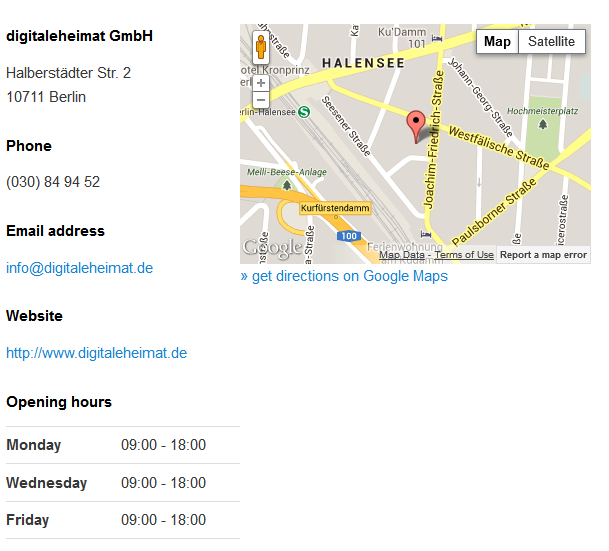 digitaleheimat GmbH
Halberstädter Str. 2
10711 Berlin
Phone
(030) 84 94 52
Email address
info@digitaleheimat.de
Website
http://www.digitaleheimat.de
Opening hours
Monday 09:00 - 18:00
Wednesday 09:00 - 18:00
Friday 09:00 - 18:00
Ku'Damm
101
Map
Satellite
HALENSEE
otel Kronprinz
Johann-Georg-Straße
Hochmeisterplatz
erlin-Halensee
S
Seesener Straße
Westfälische Straße
Joachim-Friedrich-Straße
Melli-Beese-Anlage
Paulsborner Straße
Kurfürstendamm
100
Ferienwohnung
am Kudamm
Google
Map Data - Terms of Use
Report a map error
» get directions on Google Maps